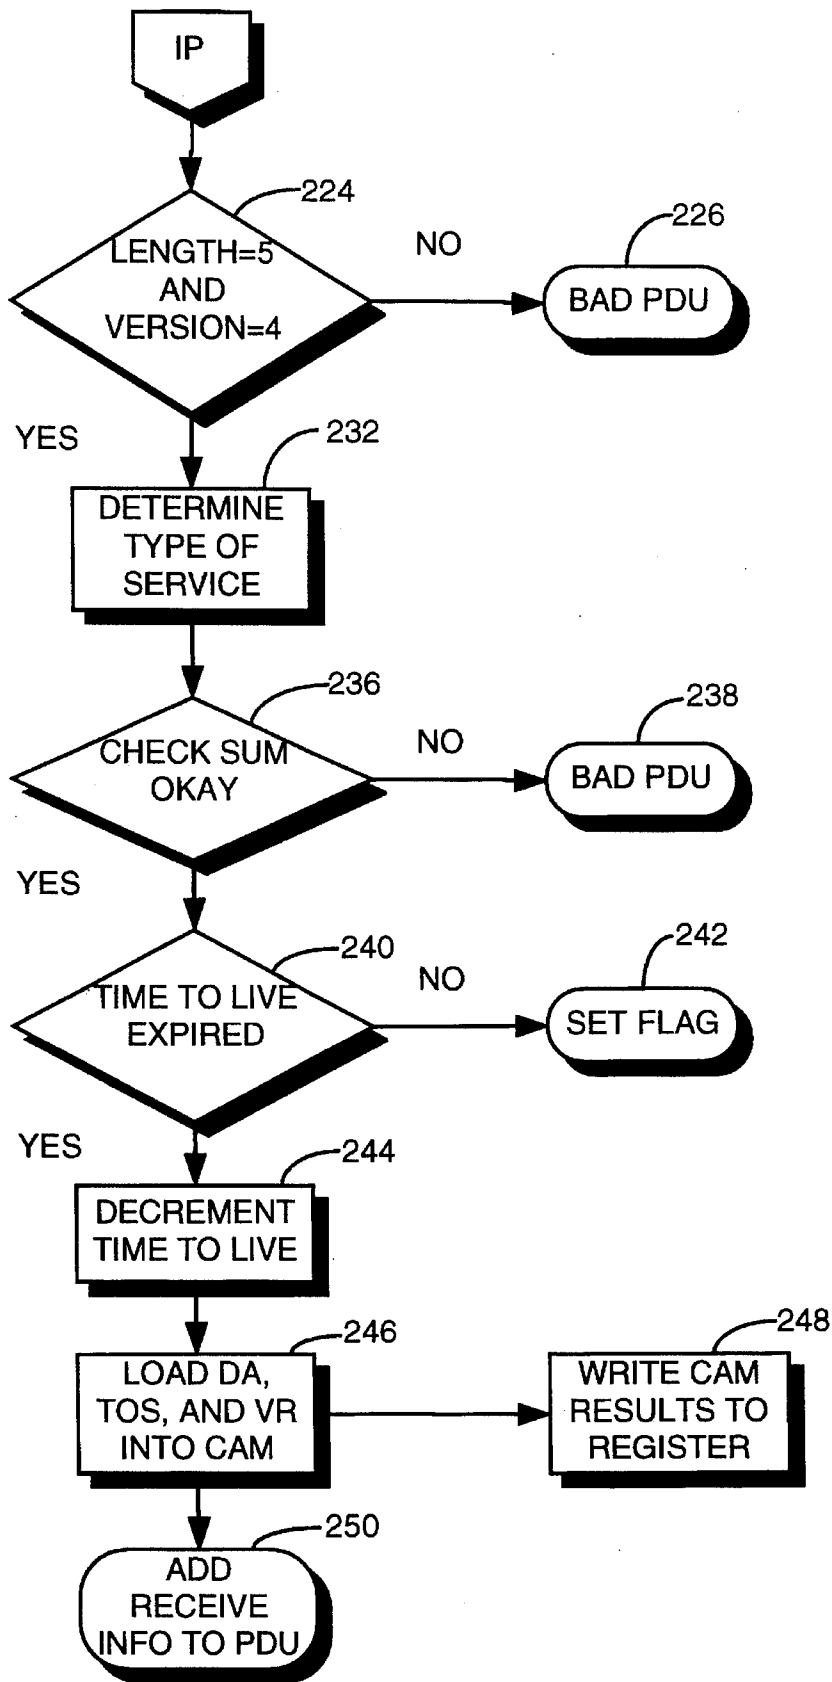 IP
224
LENGTH=5
AND
VERSION=4
NO
226
BAD PDU
YES
232
DETERMINE
TYPE OF
SERVICE
236
CHECK SUM
OKAY
NO
238
BAD PDU
YES
240
TIME TO LIVE
EXPIRED
NO
242
SET FLAG
YES
244
DECREMENT
TIME TO LIVE
246
LOAD DA,
TOS, AND VR
INTO CAM
248
WRITE CAM
RESULTS TO
REGISTER
250
ADD
RECEIVE
INFO TO PDU